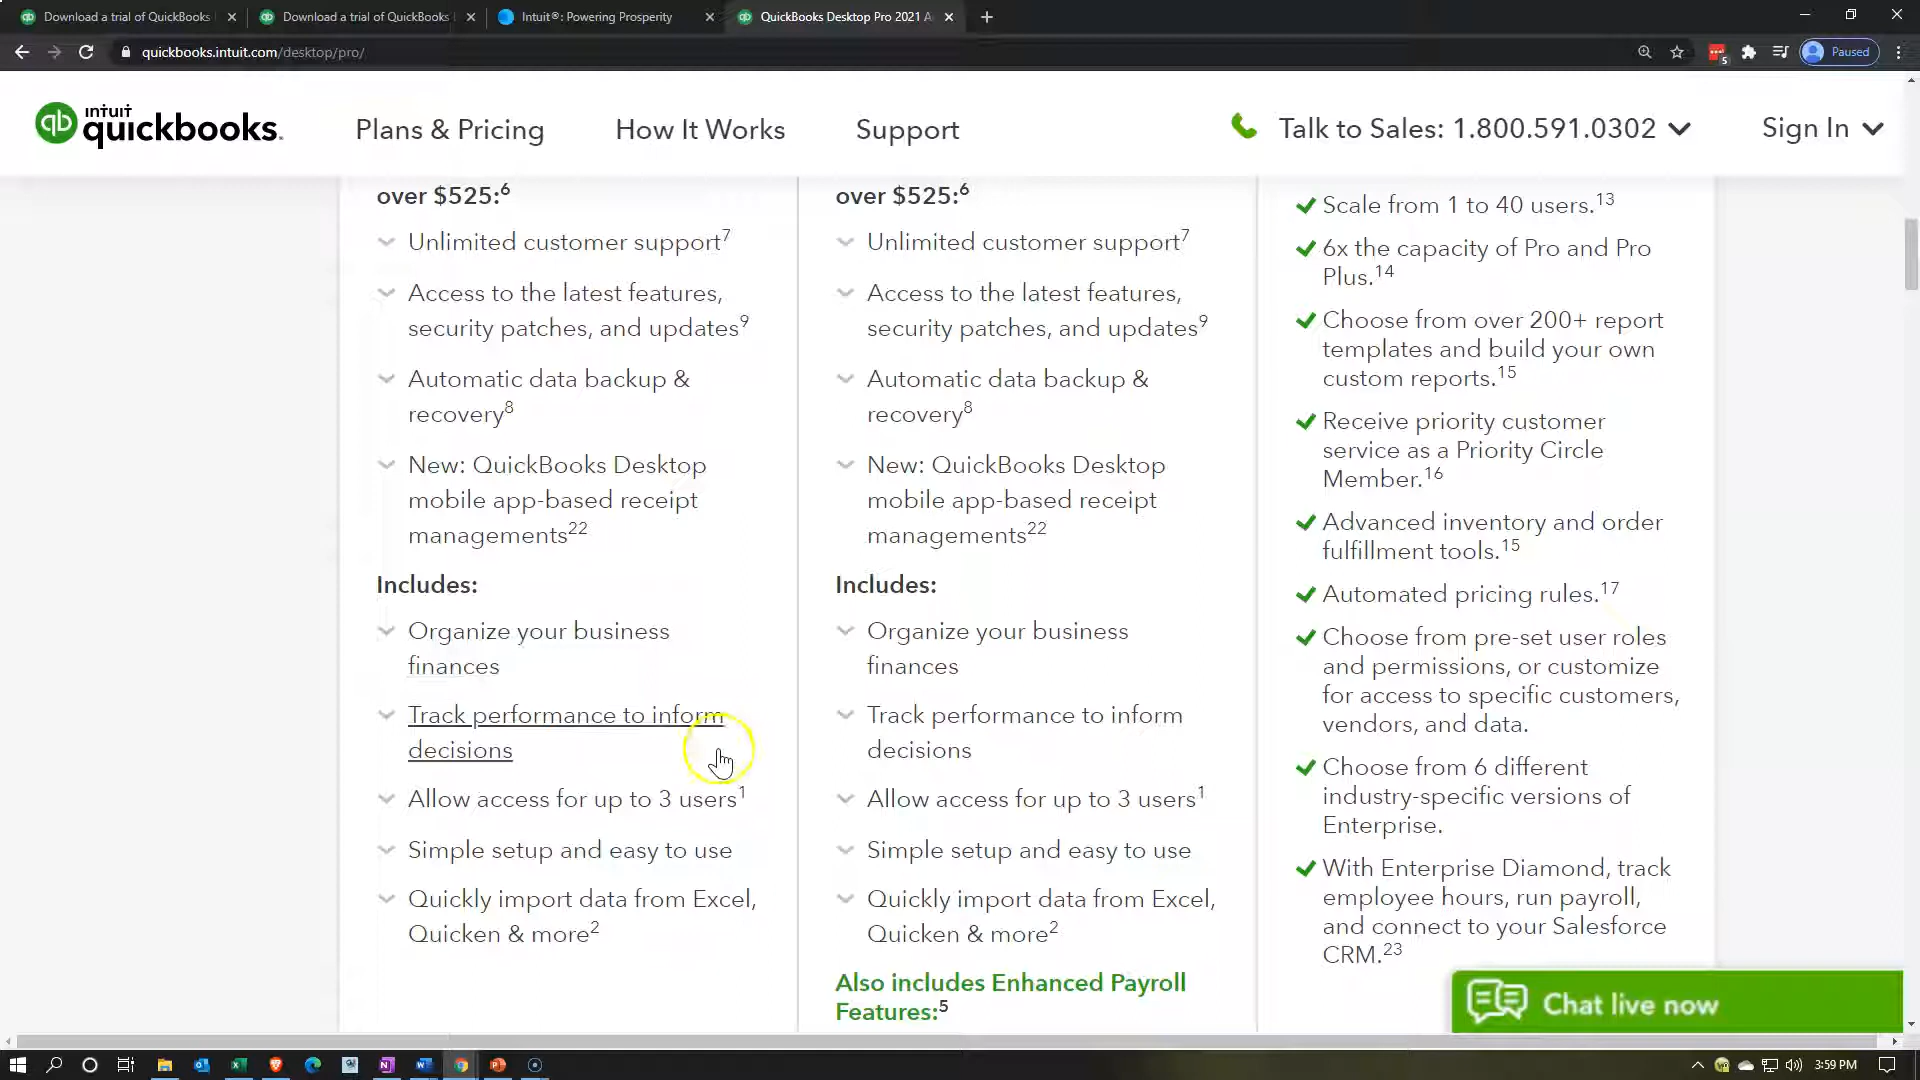 Download a trial of QuickBooks
Download a trial of QuickBooks
Intuit®: Powering Prosperity
QuickBooks Desktop Pro 2021 A
quickbooks.intuit.com/desktop/pro/
5
Paused
qb intuit quickbooks.
Plans & Pricing
How It Works
Support
Talk to Sales: 1.800.591.0302
Sign In
over $525:6
Unlimited customer support7
Access to the latest features,
security patches, and updates9
Automatic data backup &
recovery8
New: QuickBooks Desktop
mobile app-based receipt
managements22
Includes:
Organize your business
finances
Track performance to inform
decisions
Allow access for up to 3 users1
Simple setup and easy to use
Quickly import data from Excel,
Quicken & more2
over $525:6
Unlimited customer support7
Access to the latest features,
security patches, and updates9
Automatic data backup &
recovery8
New: QuickBooks Desktop
mobile app-based receipt
managements22
Includes:
Organize your business
finances
Track performance to inform
decisions
Allow access for up to 3 users1
Simple setup and easy to use
Quickly import data from Excel,
Quicken & more2
Also includes Enhanced Payroll
Features:5
Scale from 1 to 40 users.13
6x the capacity of Pro and Pro
Plus.14
Choose from over 200+ report
templates and build your own
custom reports.15
Receive priority customer
service as a Priority Circle
Member.16
Advanced inventory and order
fulfillment tools.15
Automated pricing rules.17
Choose from pre-set user roles
and permissions, or customize
for access to specific customers,
vendors, and data.
Choose from 6 different
industry-specific versions of
Enterprise.
With Enterprise Diamond, track
employee hours, run payroll,
and connect to your Salesforce
CRM.23
Chat live now
3:59 PM